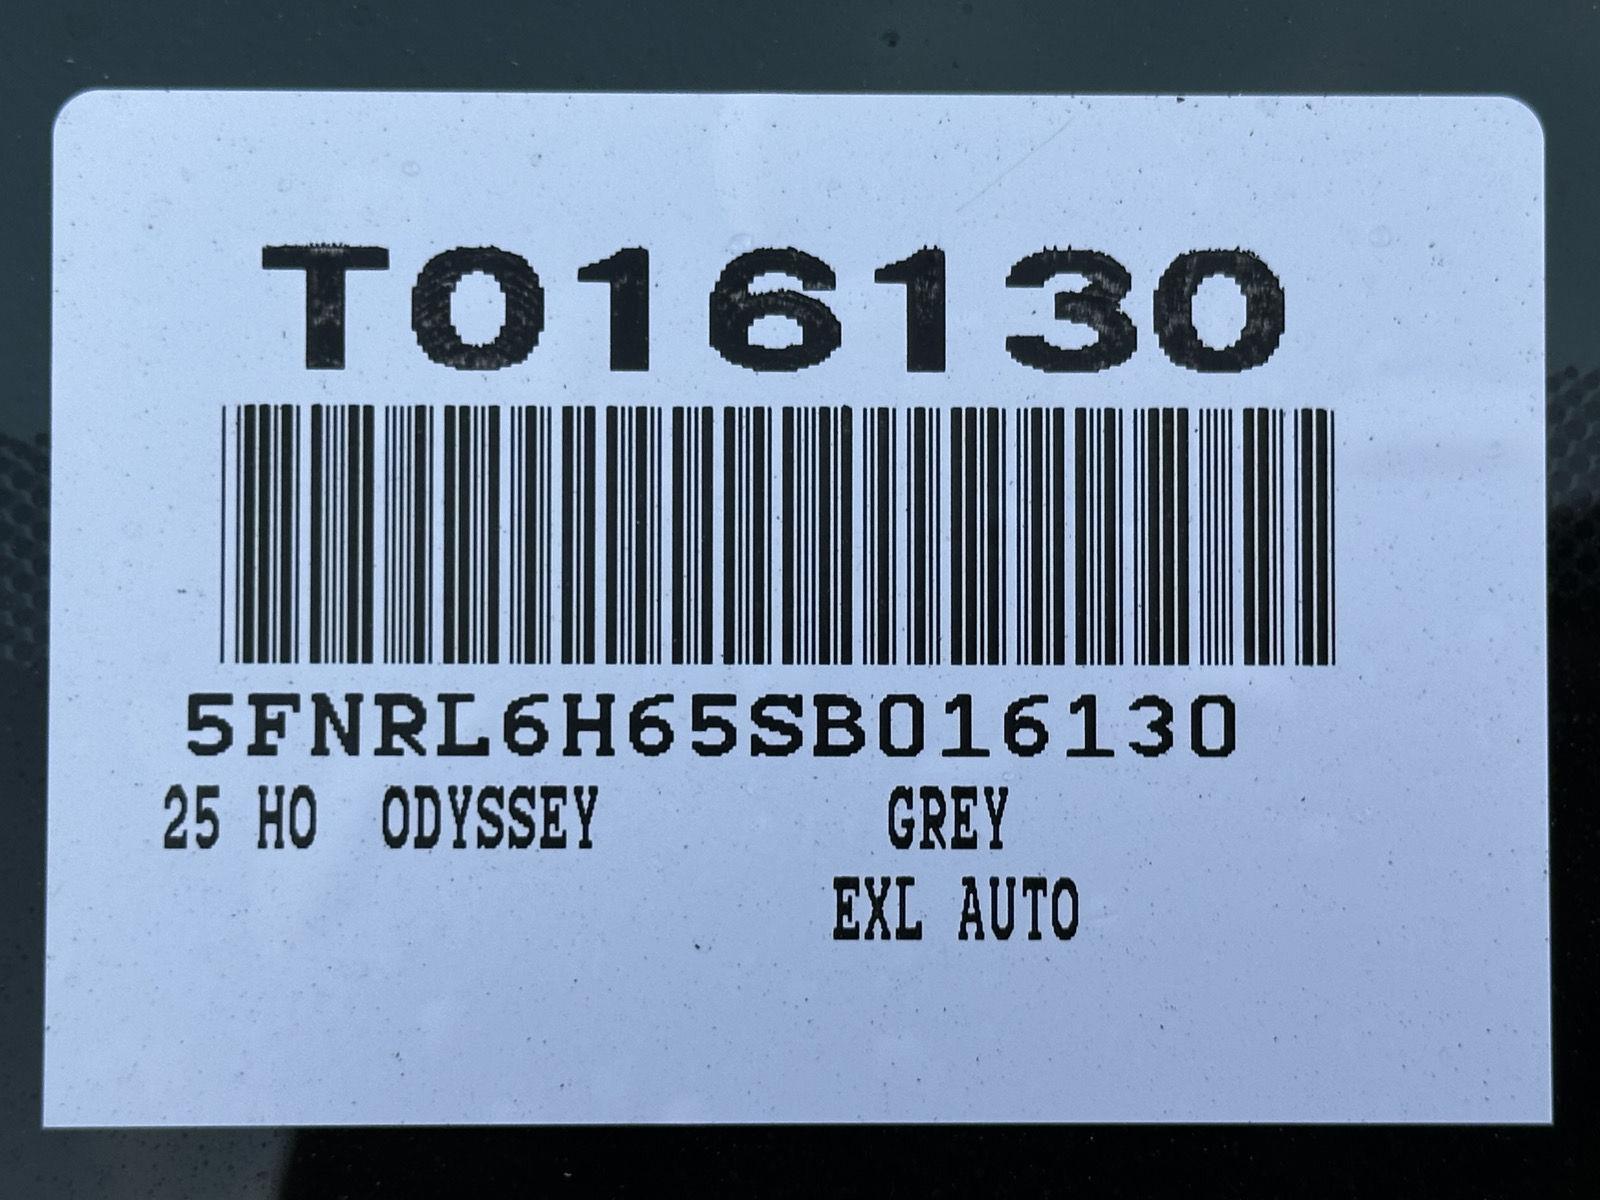 T016130
5FNRL6H65SB016130
25 HO ODYSSEY GREY
EXL AUTO